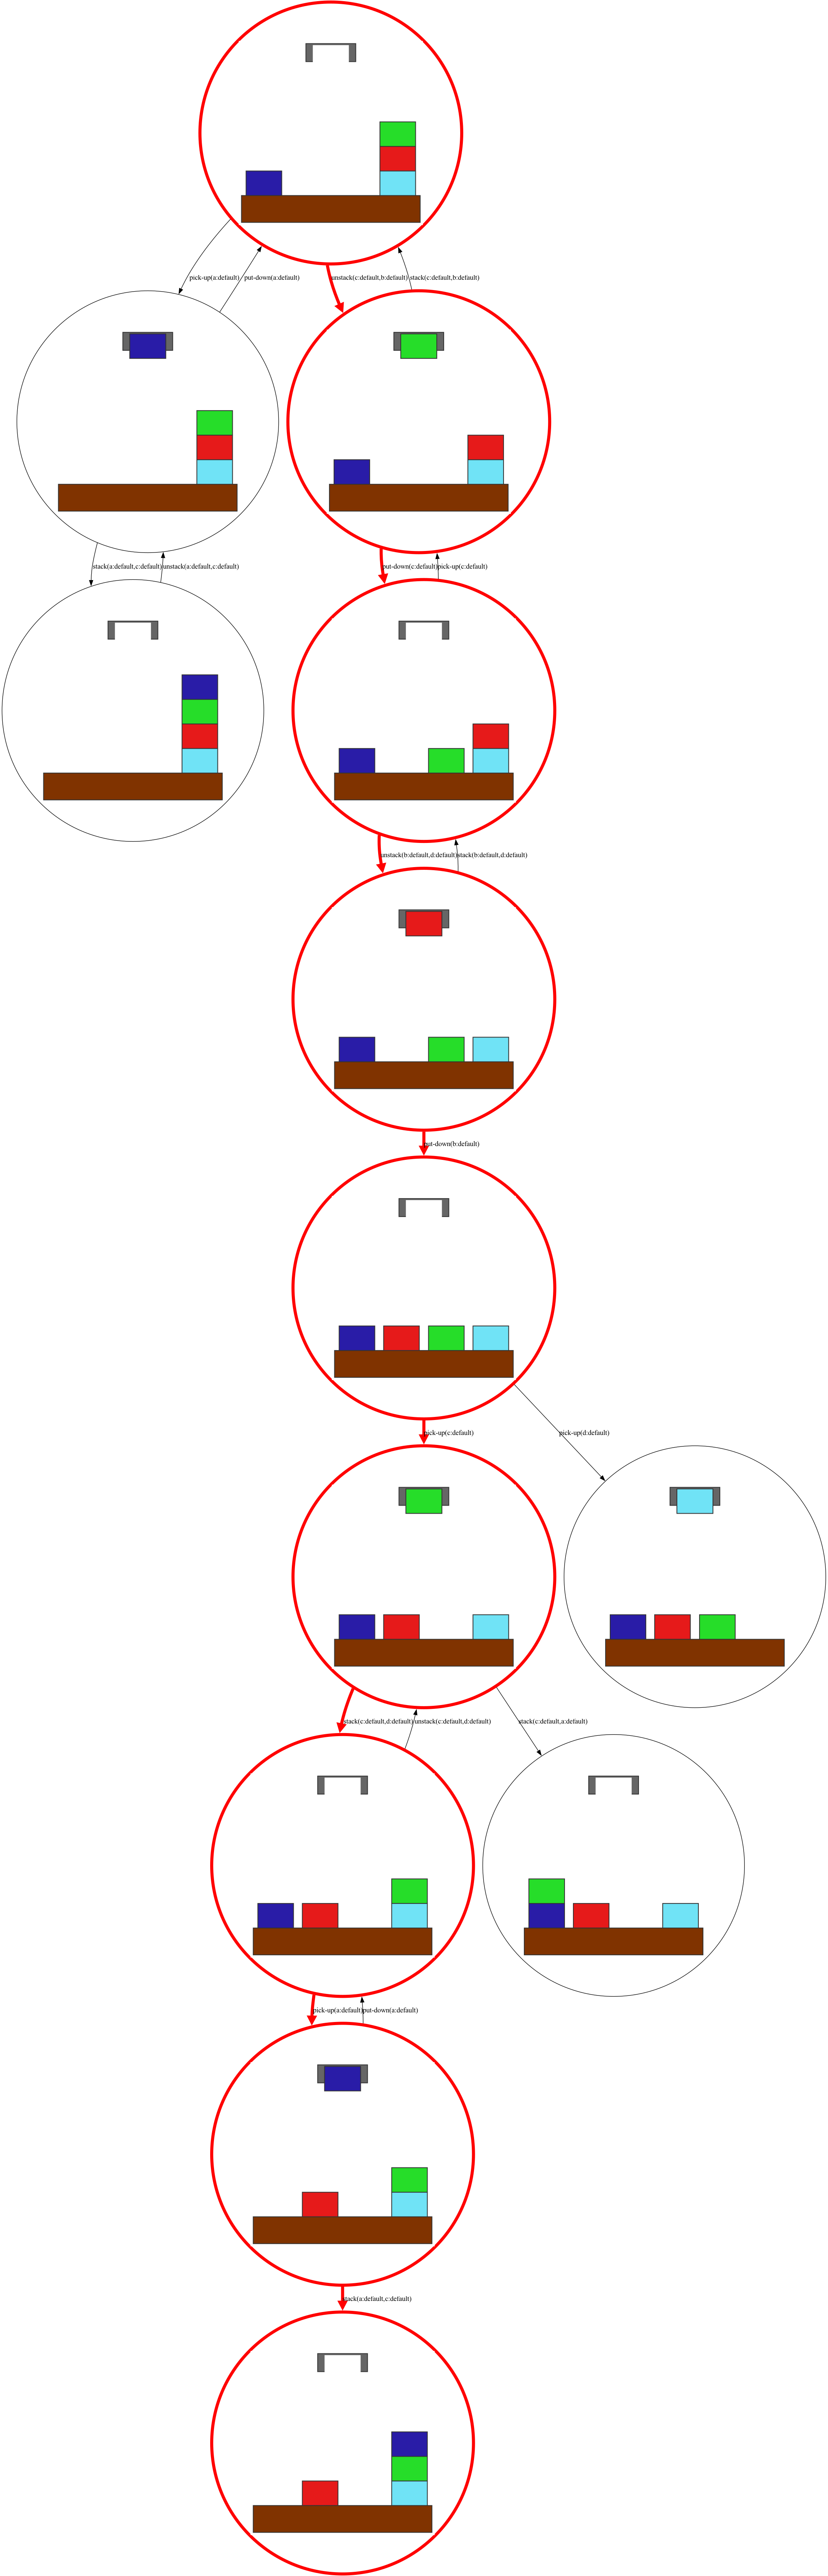 pick-up(a:default)
put-down(a:default)
unstack(c:default,b:default)
stack(c:default,b:default)
stack(a:default,c:default)
unstack(a:default,c:default)
put-down(c:default)
pick-up(c:default)
unstack(b:default,d:default)
stack(b:default,d:default)
put-down(b:default)
pick-up(c:default)
pick-up(d:default)
stack(c:default,d:default)
unstack(c:default,d:default)
stack(c:default,a:default)
pick-up(a:default)
put-down(a:default)
stack(a:default,c:default)